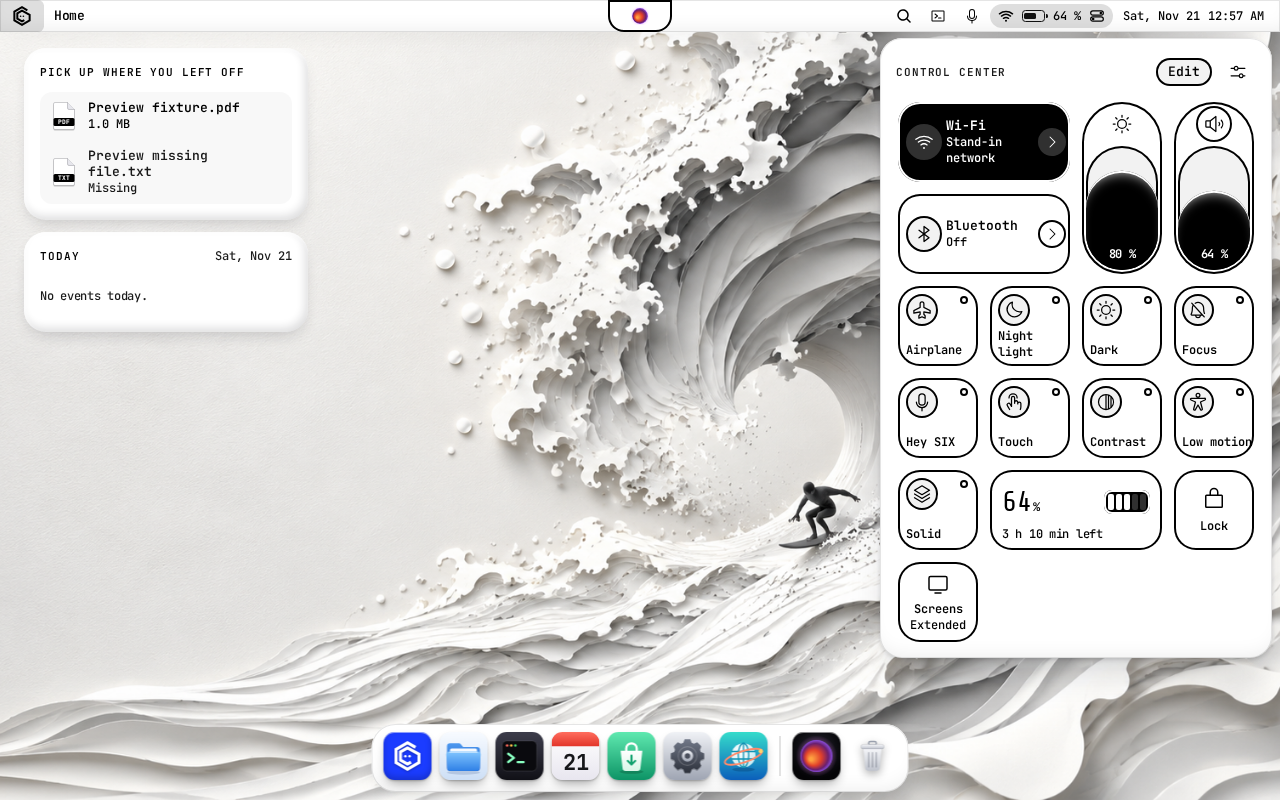 Home
64 %
Sat, Nov 21 12:57 AM
PICK UP WHERE YOU LEFT OFF
PDF
Preview fixture.pdf
1.0 MB
TXT
Preview missing
file.txt
Missing
TODAY
Sat, Nov 21
No events today.
CONTROL CENTER
Edit
Wi-Fi
Stand-in
network
Bluetooth
Off
80 %
64 %
Airplane
Night
light
Dark
Focus
Hey SIX
Touch
Contrast
Low motion
Solid
64%
3 h 10 min left
Lock
Screens
Extended
21